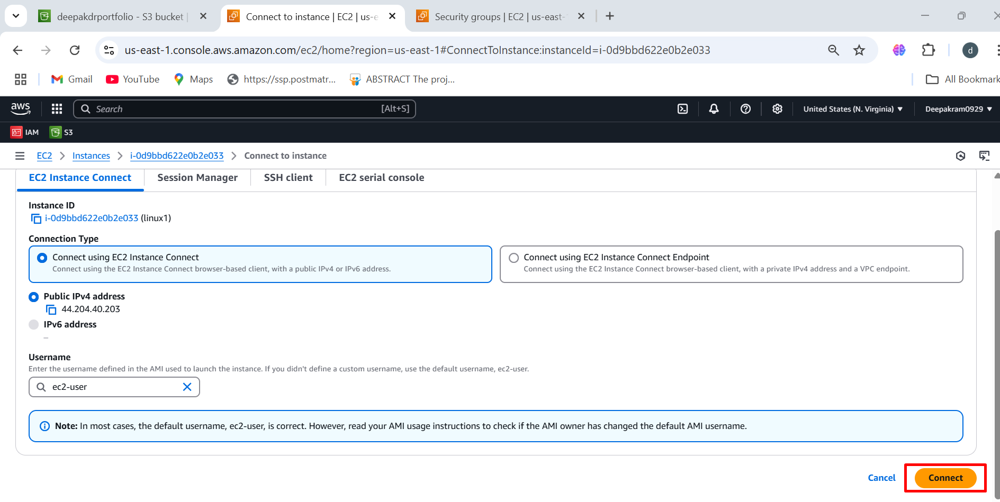 deepakdrportfolio - S3 bucket |
Connect to instance | EC2 | us-e
Security groups | EC2 | us-east-
us-east-1.console.aws.amazon.com/ec2/home?region=us-east-1#ConnectToInstance:instanceId=i-0d9bbd622e0b2e033
d
Gmail
YouTube
Maps
https://ssp.postmatr...
ABSTRACT The proj...
All Bookmark
aws
Search
[Alt+S]
United States (N. Virginia)
Deepakram0929
IAM
S3
EC2
Instances
i-0d9bbd622e0b2e033
Connect to instance
EC2 Instance Connect
Session Manager
SSH client
EC2 serial console
Instance ID
i-0d9bbd622e0b2e033 (linux1)
Connection Type
Connect using EC2 Instance Connect
Connect using the EC2 Instance Connect browser-based client, with a public IPv4 or IPv6 address.
Connect using EC2 Instance Connect Endpoint
Connect using the EC2 Instance Connect browser-based client, with a private IPv4 address and a VPC endpoint.
Public IPv4 address
44.204.40.203
IPv6 address
–
Username
Enter the username defined in the AMI used to launch the instance. If you didn't define a custom username, use the default username, ec2-user.
ec2-user
Note: In most cases, the default username, ec2-user, is correct. However, read your AMI usage instructions to check if the AMI owner has changed the default AMI username.
Cancel
Connect